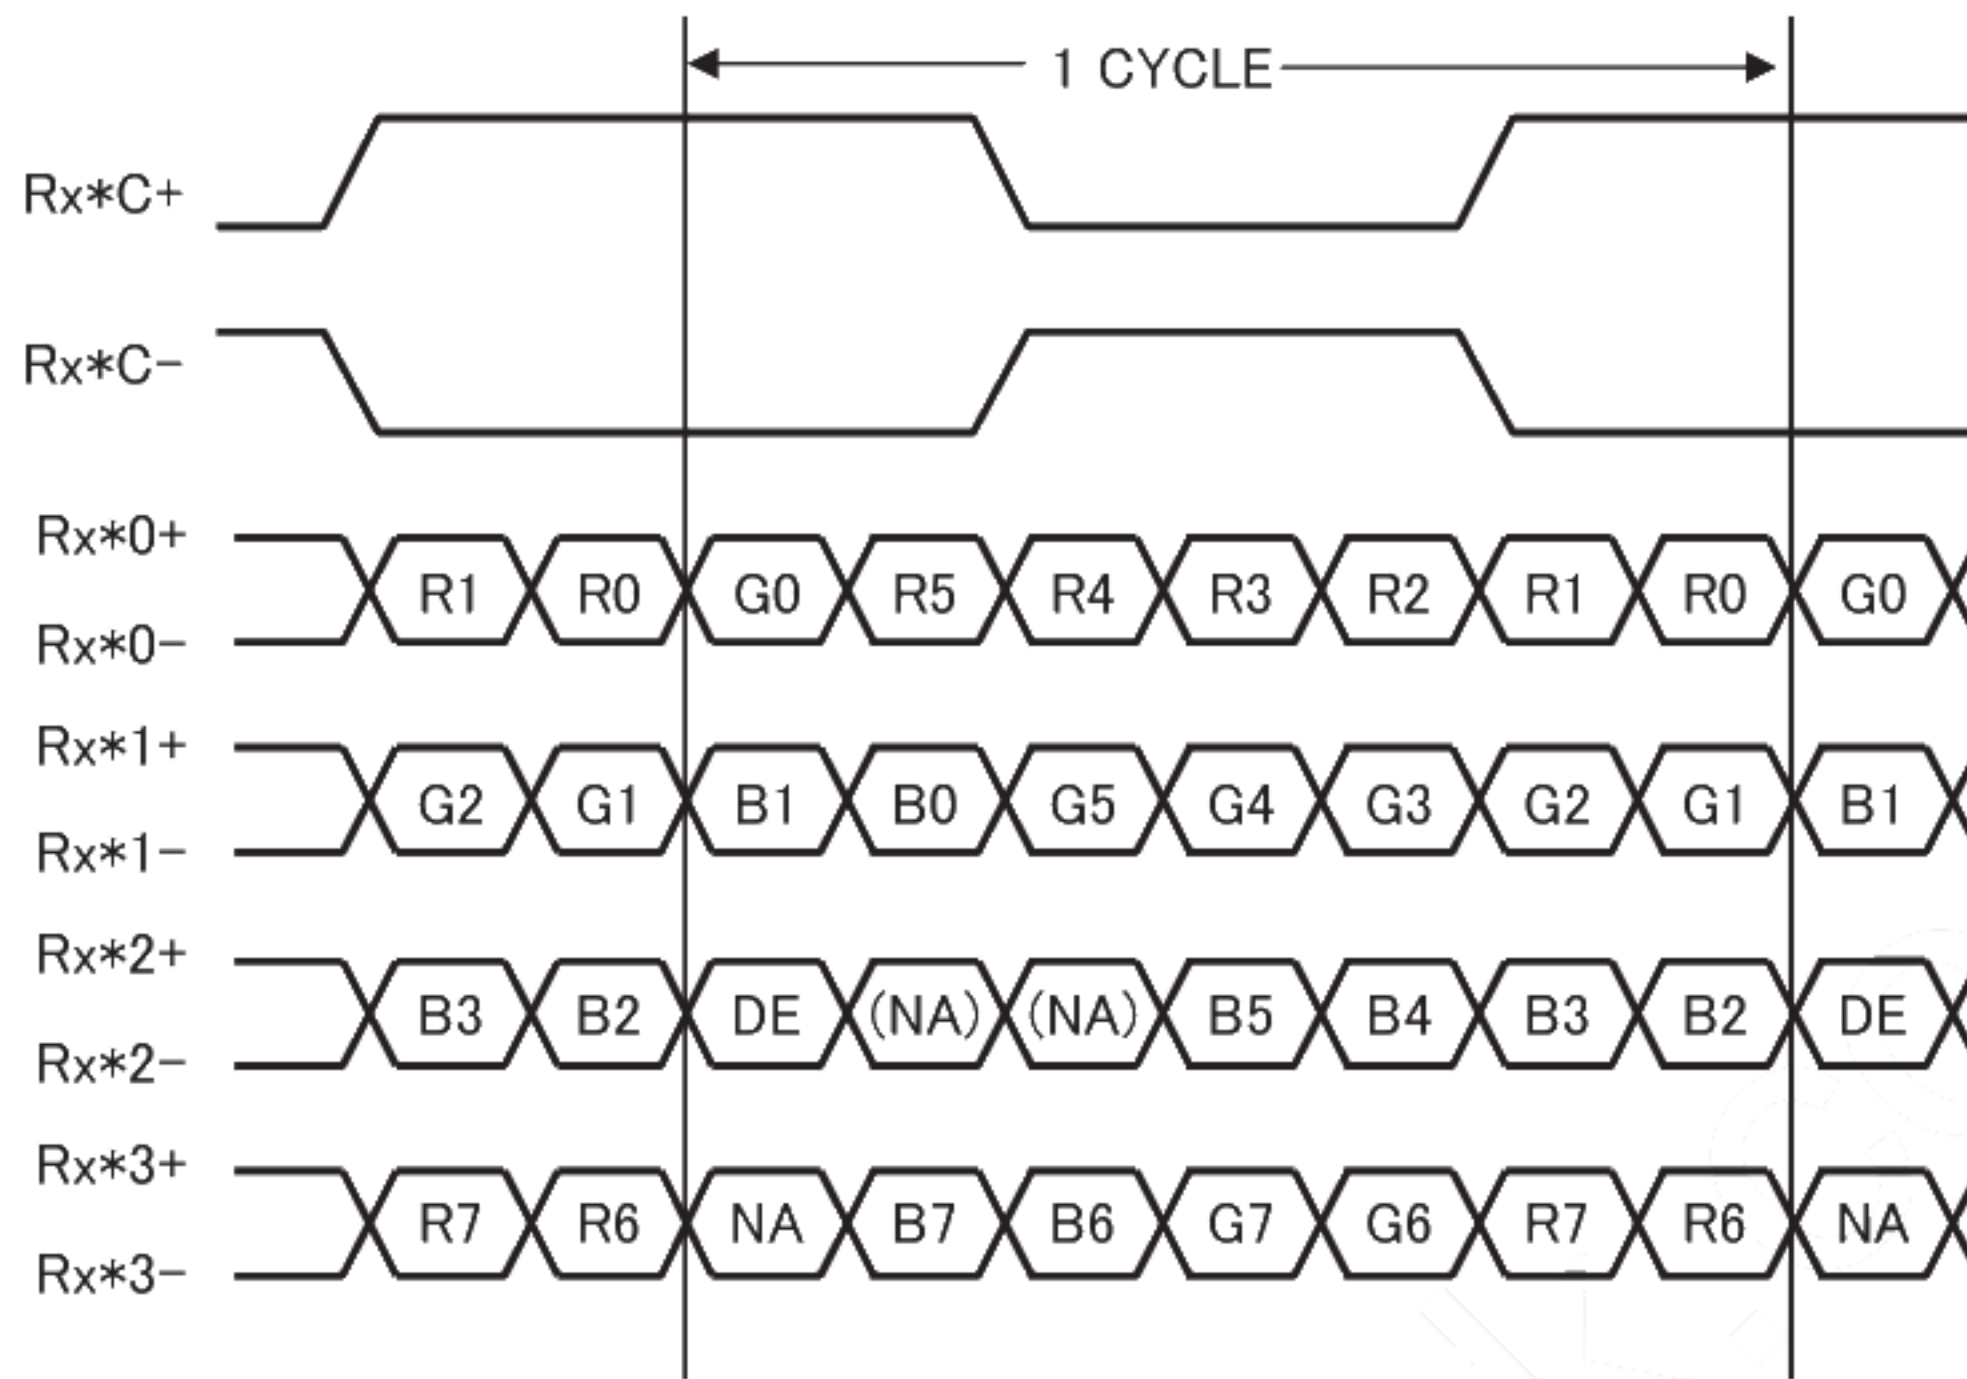 1 CYCLE
Rx*C+
Rx*C-
Rx*0+
R1 R0 G0 R5 R4 R3 R2 R1 R0 G0
Rx*0-
Rx*1+
G2 G1 B1 B0 G5 G4 G3 G2 G1 B1
Rx*1-
Rx*2+
B3 B2 DE (NA) (NA) B5 B4 B3 B2 DE
Rx*2-
Rx*3+
R7 R6 NA B7 B6 G7 G6 R7 R6 NA
Rx*3-